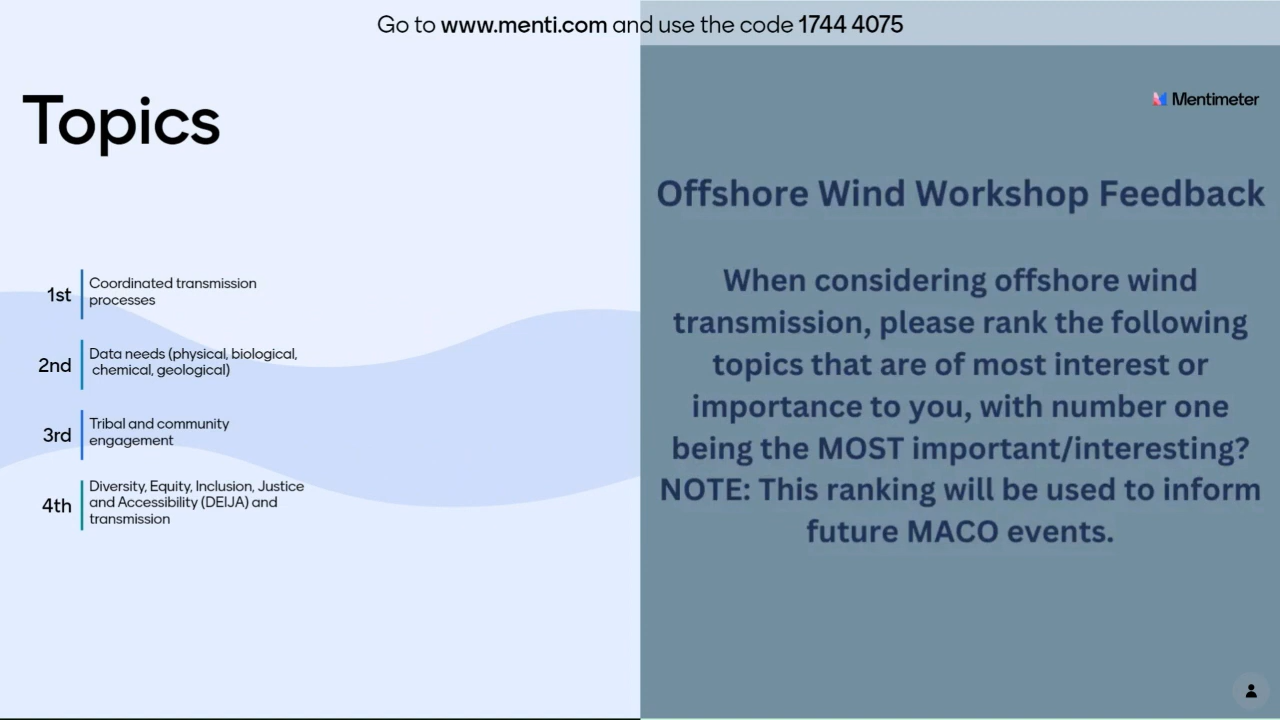 Go to www.menti.com and use the code 1744 4075
Topics
1st
Coordinated transmission
processes
2nd
Data needs (physical, biological,
chemical, geological)
3rd
Tribal and community
engagement
4th
Diversity, Equity, Inclusion, Justice
and Accessibility (DEIJA) and
transmission
Mentimeter
Offshore Wind Workshop Feedback
When considering offshore wind
transmission, please rank the following
topics that are of most interest or
importance to you, with number one
being the MOST important/interesting?
NOTE: This ranking will be used to inform
future MACO events.